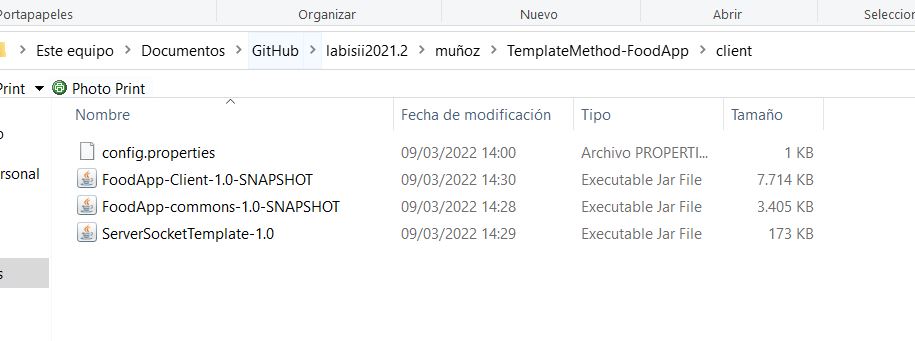 Portapapeles Organizar Nuevo Abrir Seleccion
Este equipo > Documentos > GitHub > labisii2021.2 > muñoz > TemplateMethod-FoodApp > client
Print Photo Print
Nombre Fecha de modificación Tipo Tamaño
config.properties 09/03/2022 14:00 Archivo PROPERTI... 1 KB
ersonal FoodApp-Client-1.0-SNAPSHOT 09/03/2022 14:30 Executable Jar File 7.714 KB
FoodApp-commons-1.0-SNAPSHOT 09/03/2022 14:28 Executable Jar File 3.405 KB
ServerSocketTemplate-1.0 09/03/2022 14:29 Executable Jar File 173 KB